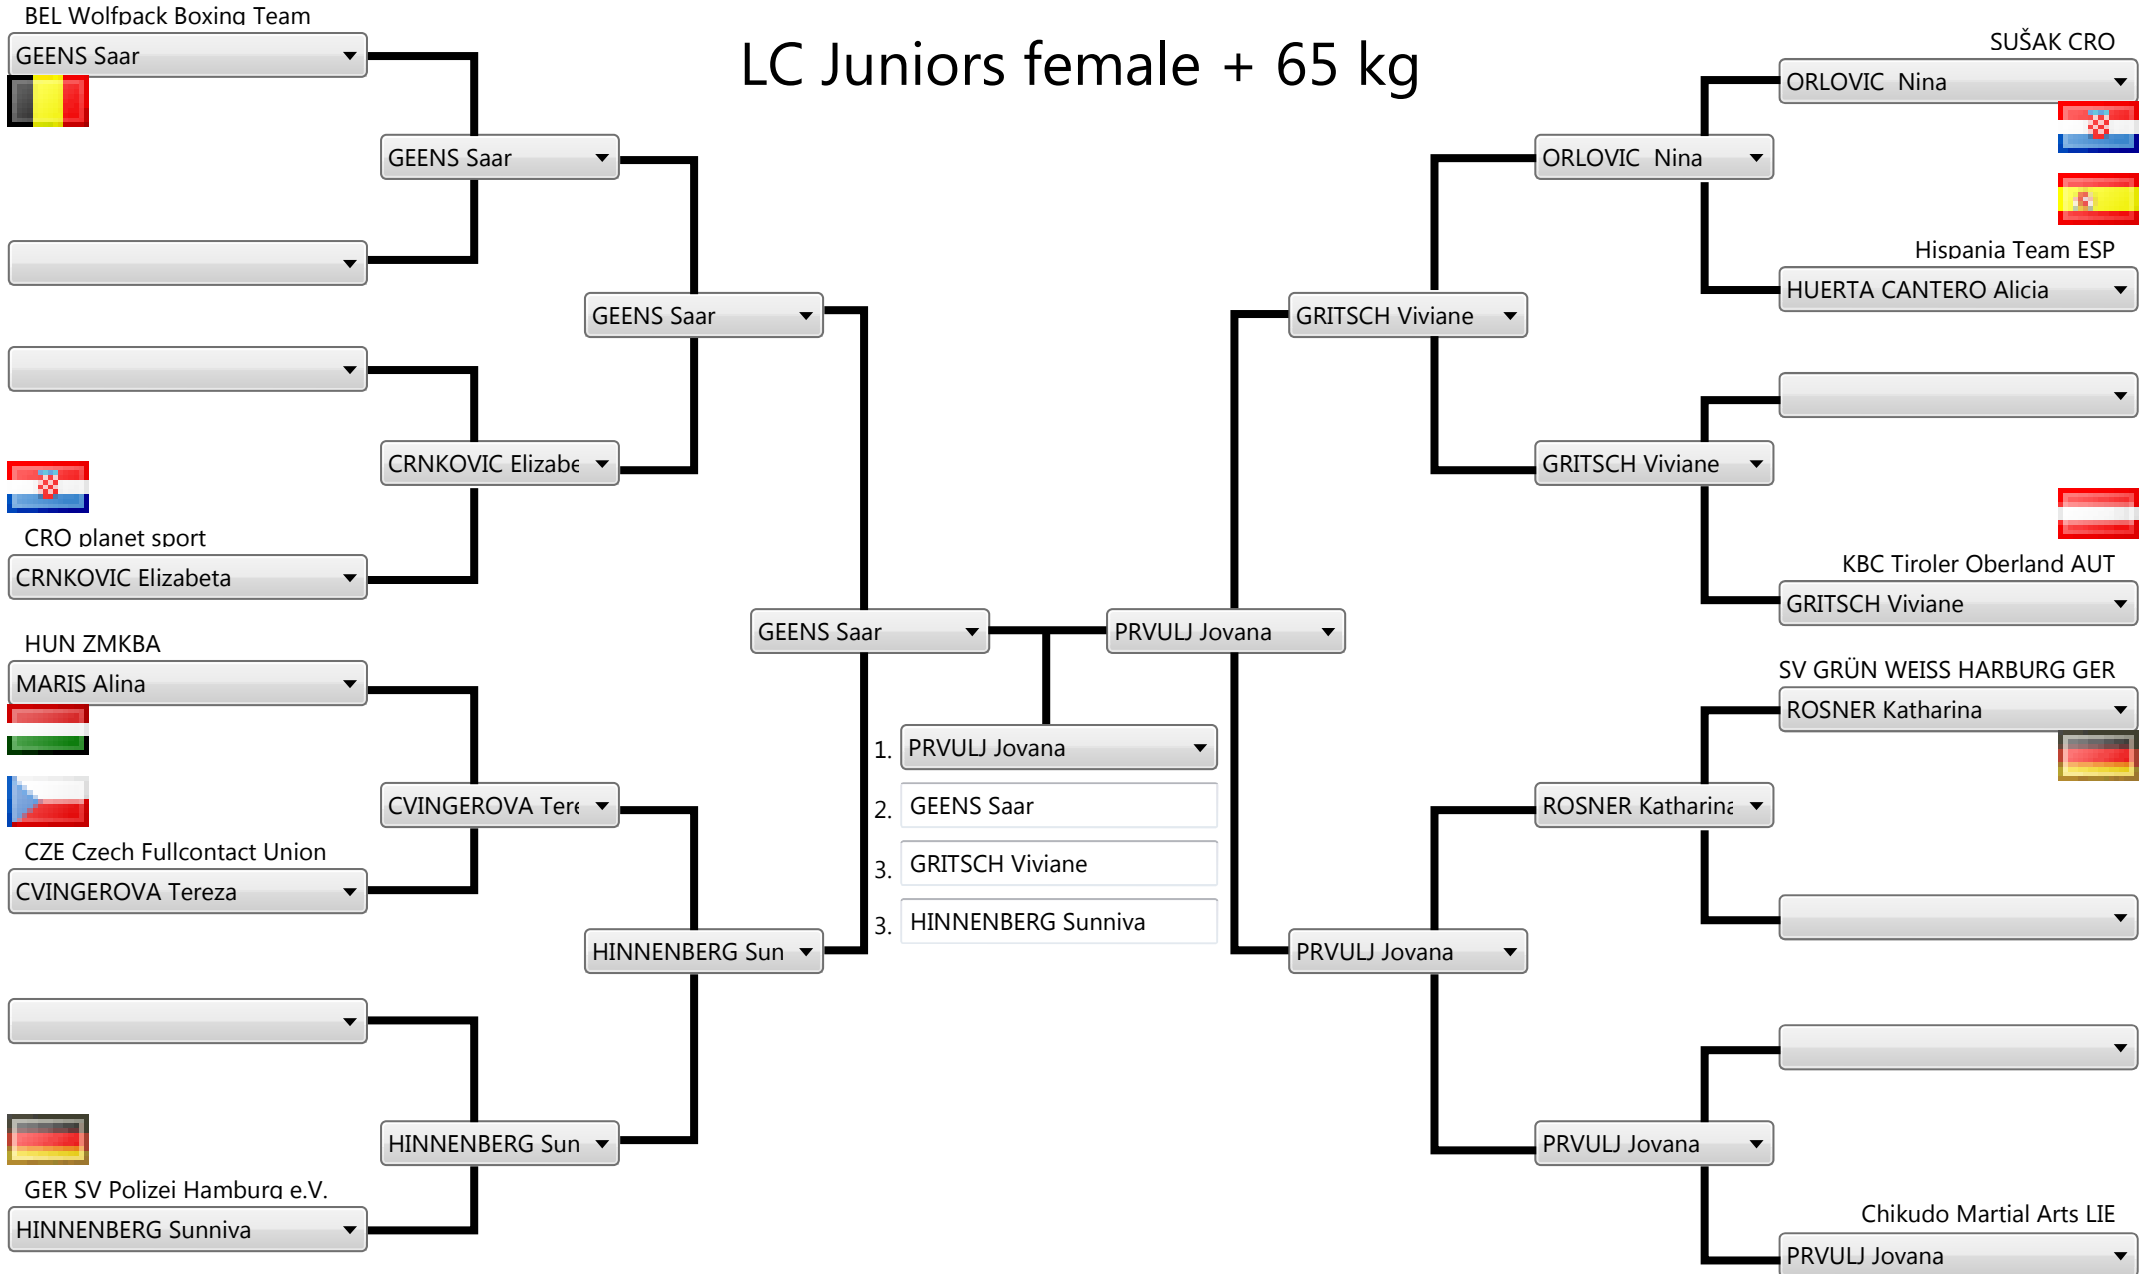 LC Juniors female + 65 kg
BEL Wolfpack Boxing Team
GEENS Saar
CRO planet sport
CRNKOVIC Elizabeta
HUN ZMKBA
MARIS Alina
CZE Czech Fullcontact Union
CVINGEROVA Tereza
GER SV Polizei Hamburg e.V.
HINNENBERG Sunniva
GEENS Saar
CRNKOVIC Elizabe
CVINGEROVA Tere
HINNENBERG Sun
GEENS Saar
HINNENBERG Sun
GEENS Saar
PRVULJ Jovana
1. PRVULJ Jovana
2. GEENS Saar
3. GRITSCH Viviane
3. HINNENBERG Sunniva
GRITSCH Viviane
PRVULJ Jovana
ORLOVIC  Nina
GRITSCH Viviane
ROSNER Katharina
PRVULJ Jovana
SUŠAK CRO
ORLOVIC  Nina
Hispania Team ESP
HUERTA CANTERO Alicia
KBC Tiroler Oberland AUT
GRITSCH Viviane
SV GRÜN WEISS HARBURG GER
ROSNER Katharina
Chikudo Martial Arts LIE
PRVULJ Jovana